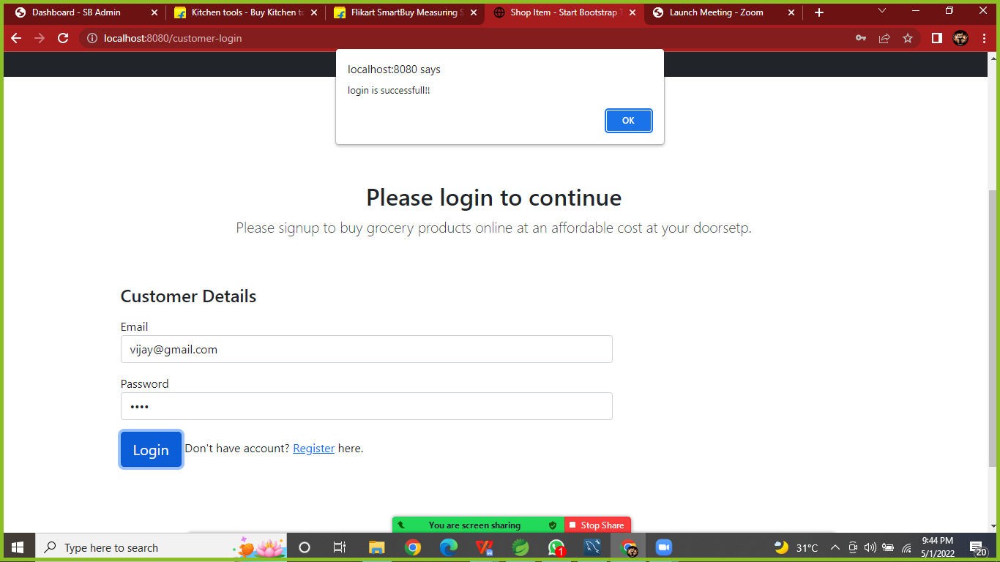 Dashboard - SB Admin
Kitchen tools - Buy Kitchen to
Flikart SmartBuy Measuring S
Shop Item - Start Bootstrap T
Launch Meeting - Zoom
localhost:8080/customer-login
localhost:8080 says
login is successfull!!
OK
Please login to continue
Please signup to buy grocery products online at an affordable cost at your doorsetp.
Customer Details
Email
vijay@gmail.com
Password
••••
Login Don't have account? Register here.
You are screen sharing
Stop Share
Type here to search
1
31°C
9:44 PM
5/1/2022
20